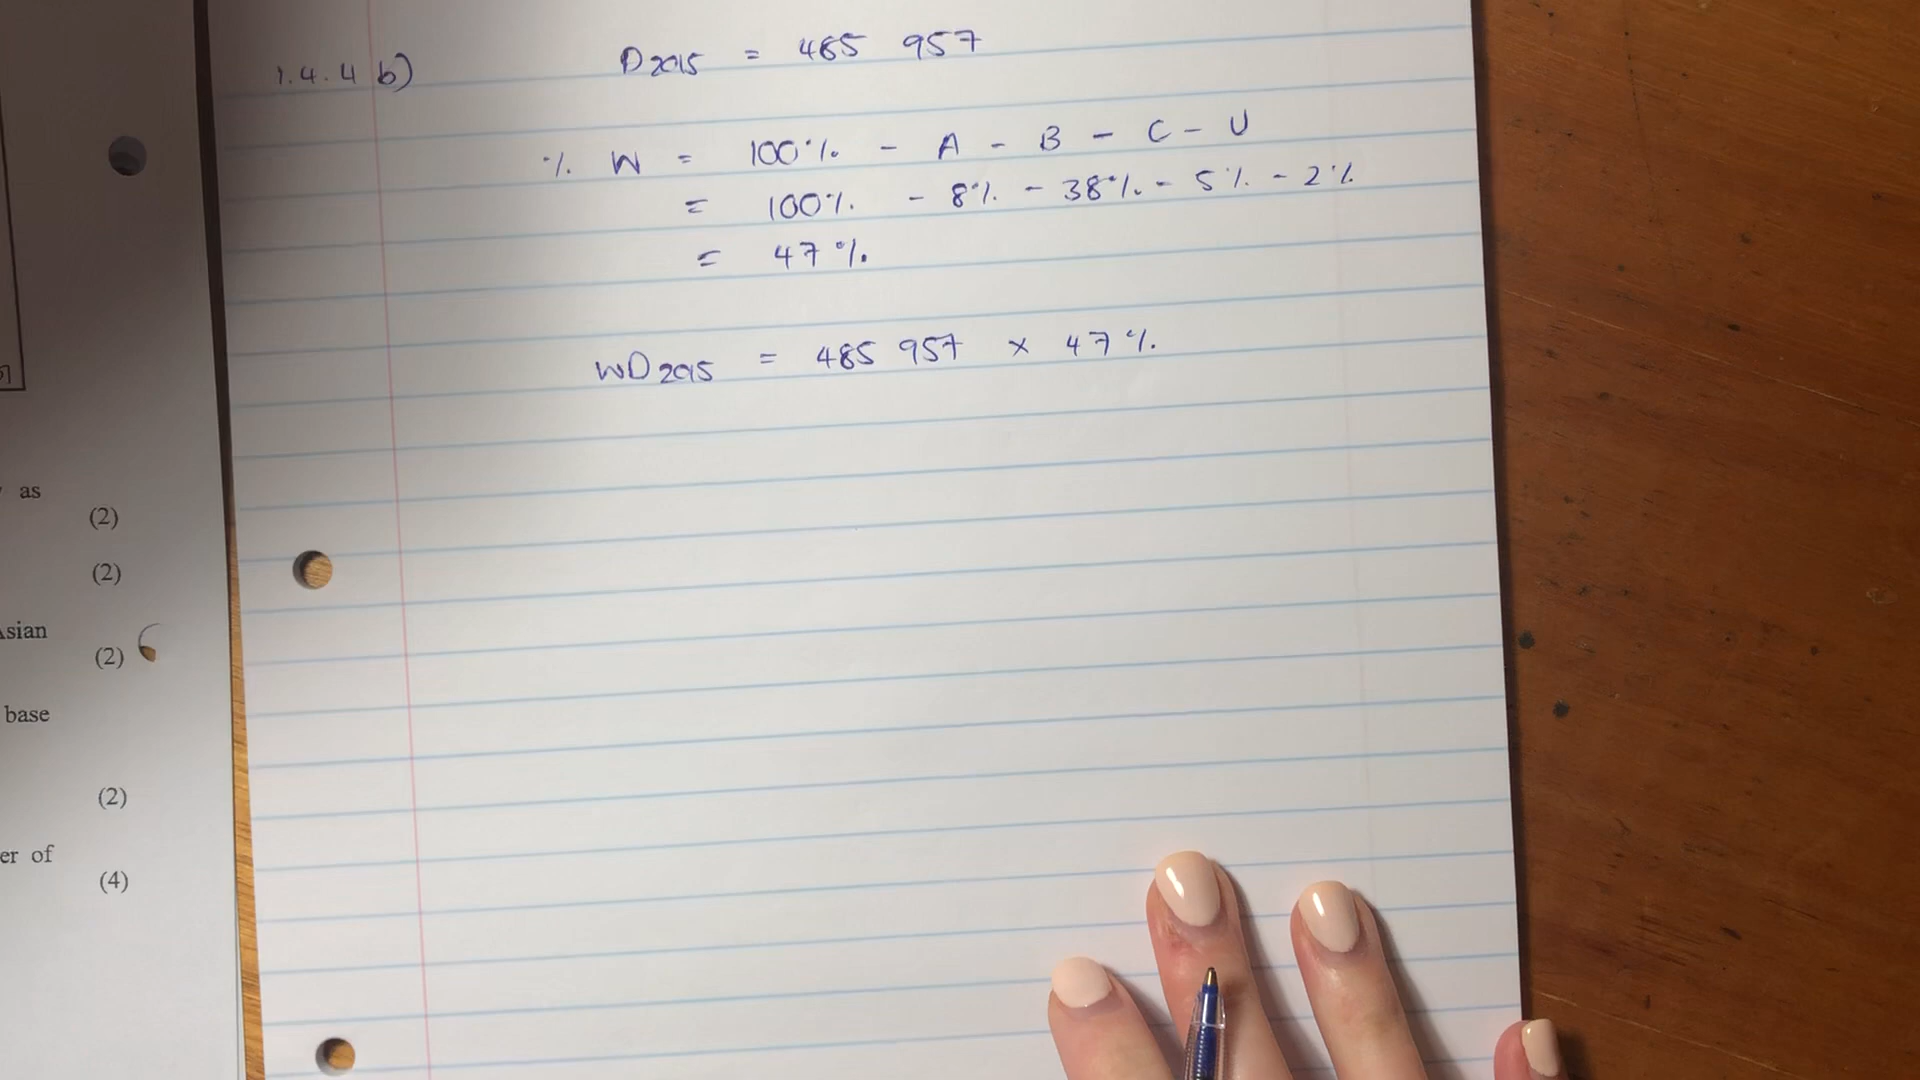 as
(2)
(2)
Asian
(2)
base
(2)
er of
(4)
1.4.4 b) D2015 = 485 957
% W = 100% - A - B - C - U
= 100% - 8% - 38% - 5% - 2%
= 47%
WD2015 = 485 957 × 47%